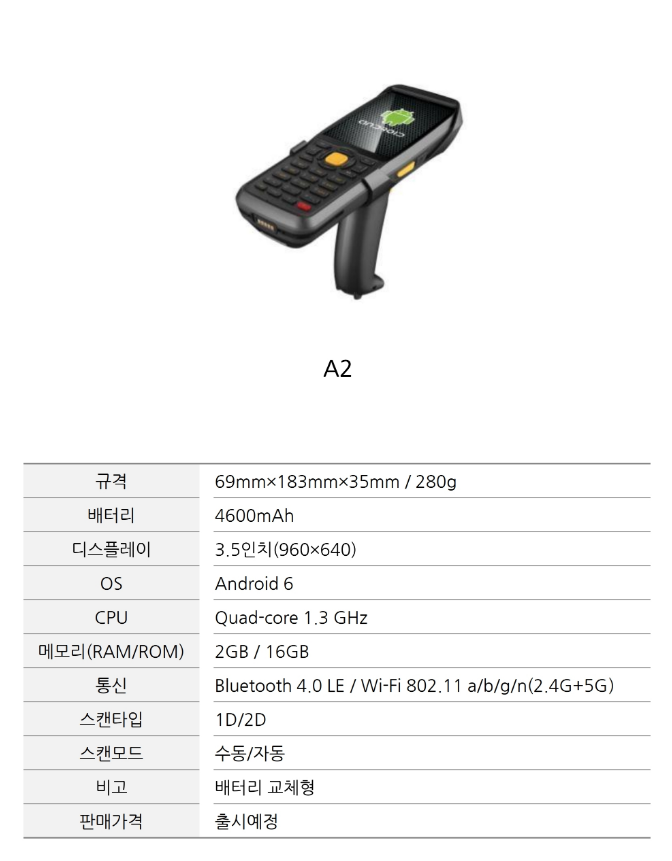 A2
규격 69mm×183mm×35mm / 280g
배터리 4600mAh
디스플레이 3.5인치(960×640)
OS Android 6
CPU Quad-core 1.3 GHz
메모리(RAM/ROM) 2GB / 16GB
통신 Bluetooth 4.0 LE / Wi-Fi 802.11 a/b/g/n(2.4G+5G)
스캔타입 1D/2D
스캔모드 수동/자동
비고 배터리 교체형
판매가격 출시예정